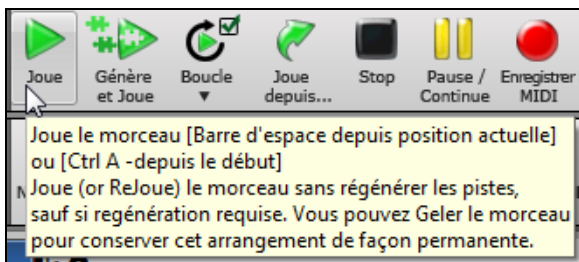 Joue Génère Boucle Joue Stop Pause / Enregistrer
et Joue depuis... Continue MIDI
Joue le morceau [Barre d'espace depuis position actuelle]
ou [Ctrl A -depuis le début]
Joue (or ReJoue) le morceau sans régénérer les pistes,
sauf si regénération requise. Vous pouvez Geler le morceau
pour conserver cet arrangement de façon permanente.